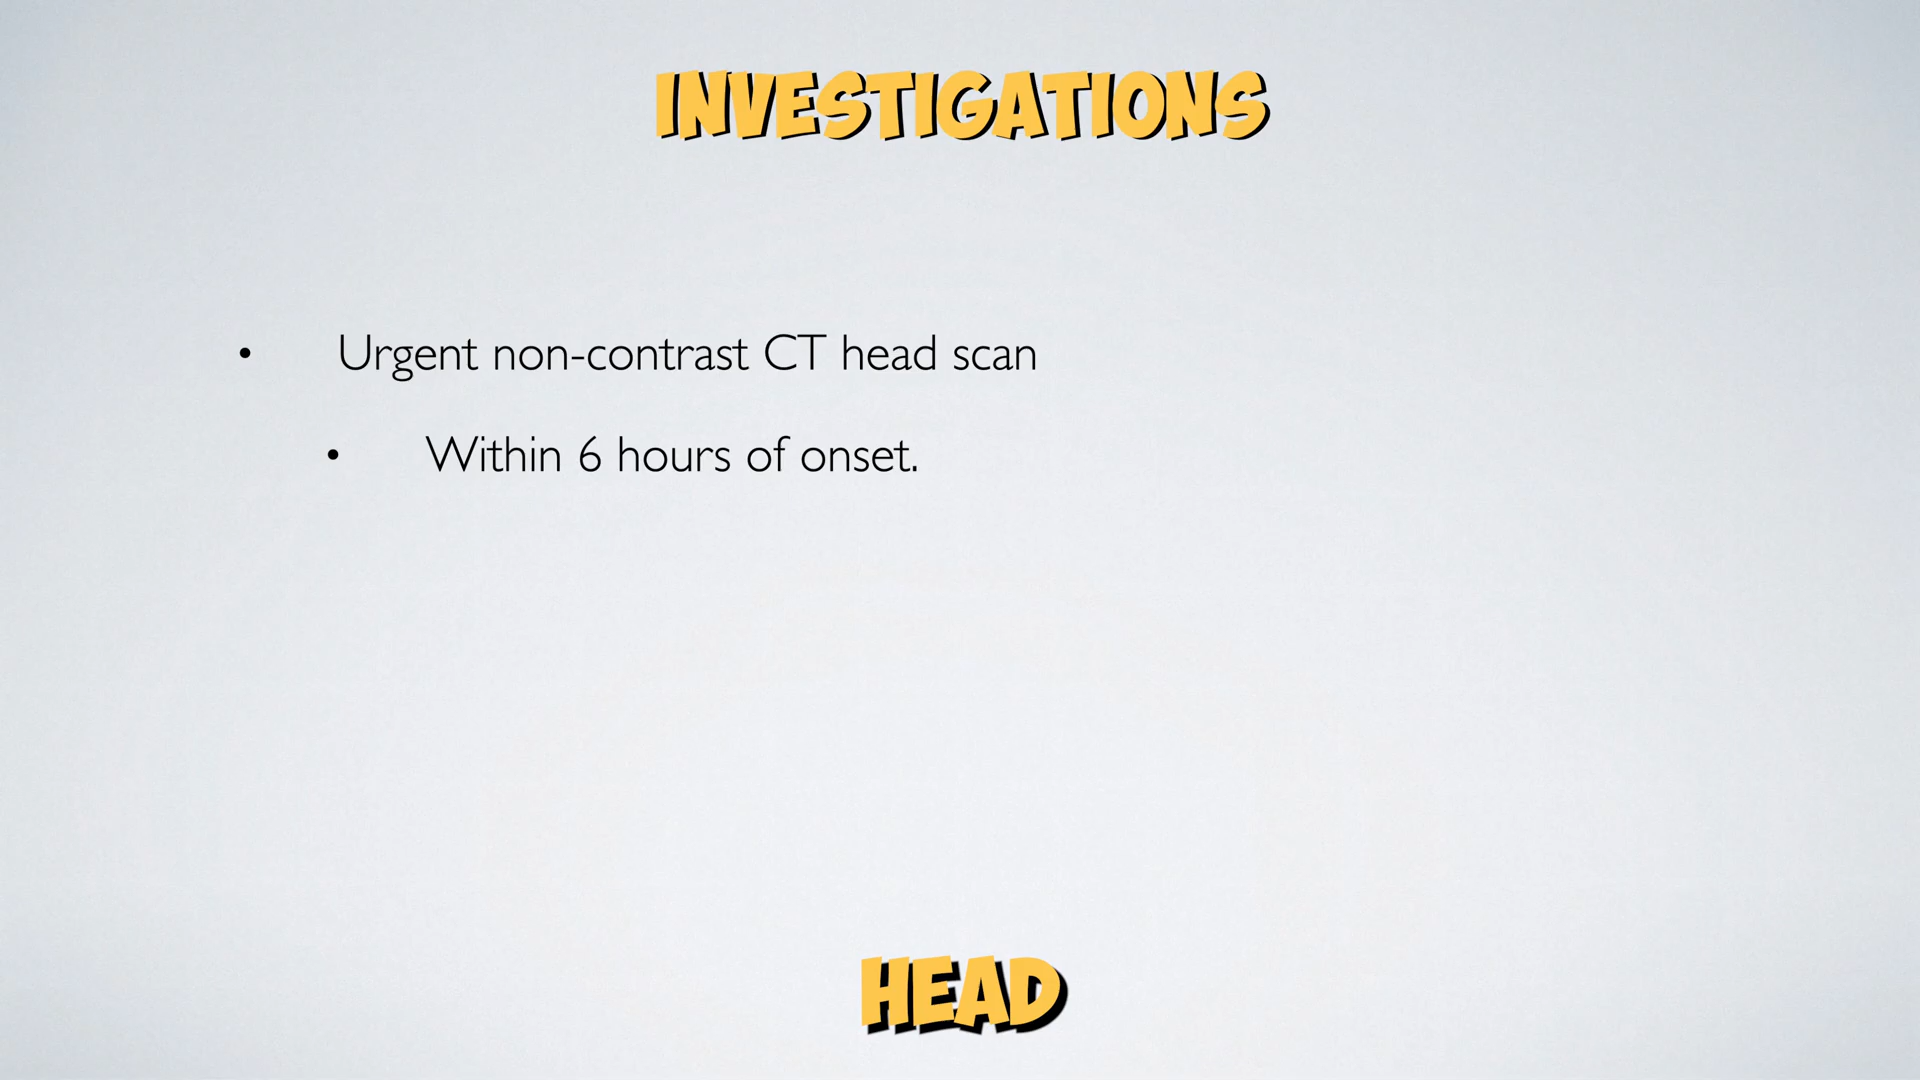 INVESTIGATIONS
• Urgent non-contrast CT head scan
• Within 6 hours of onset.
HEAD